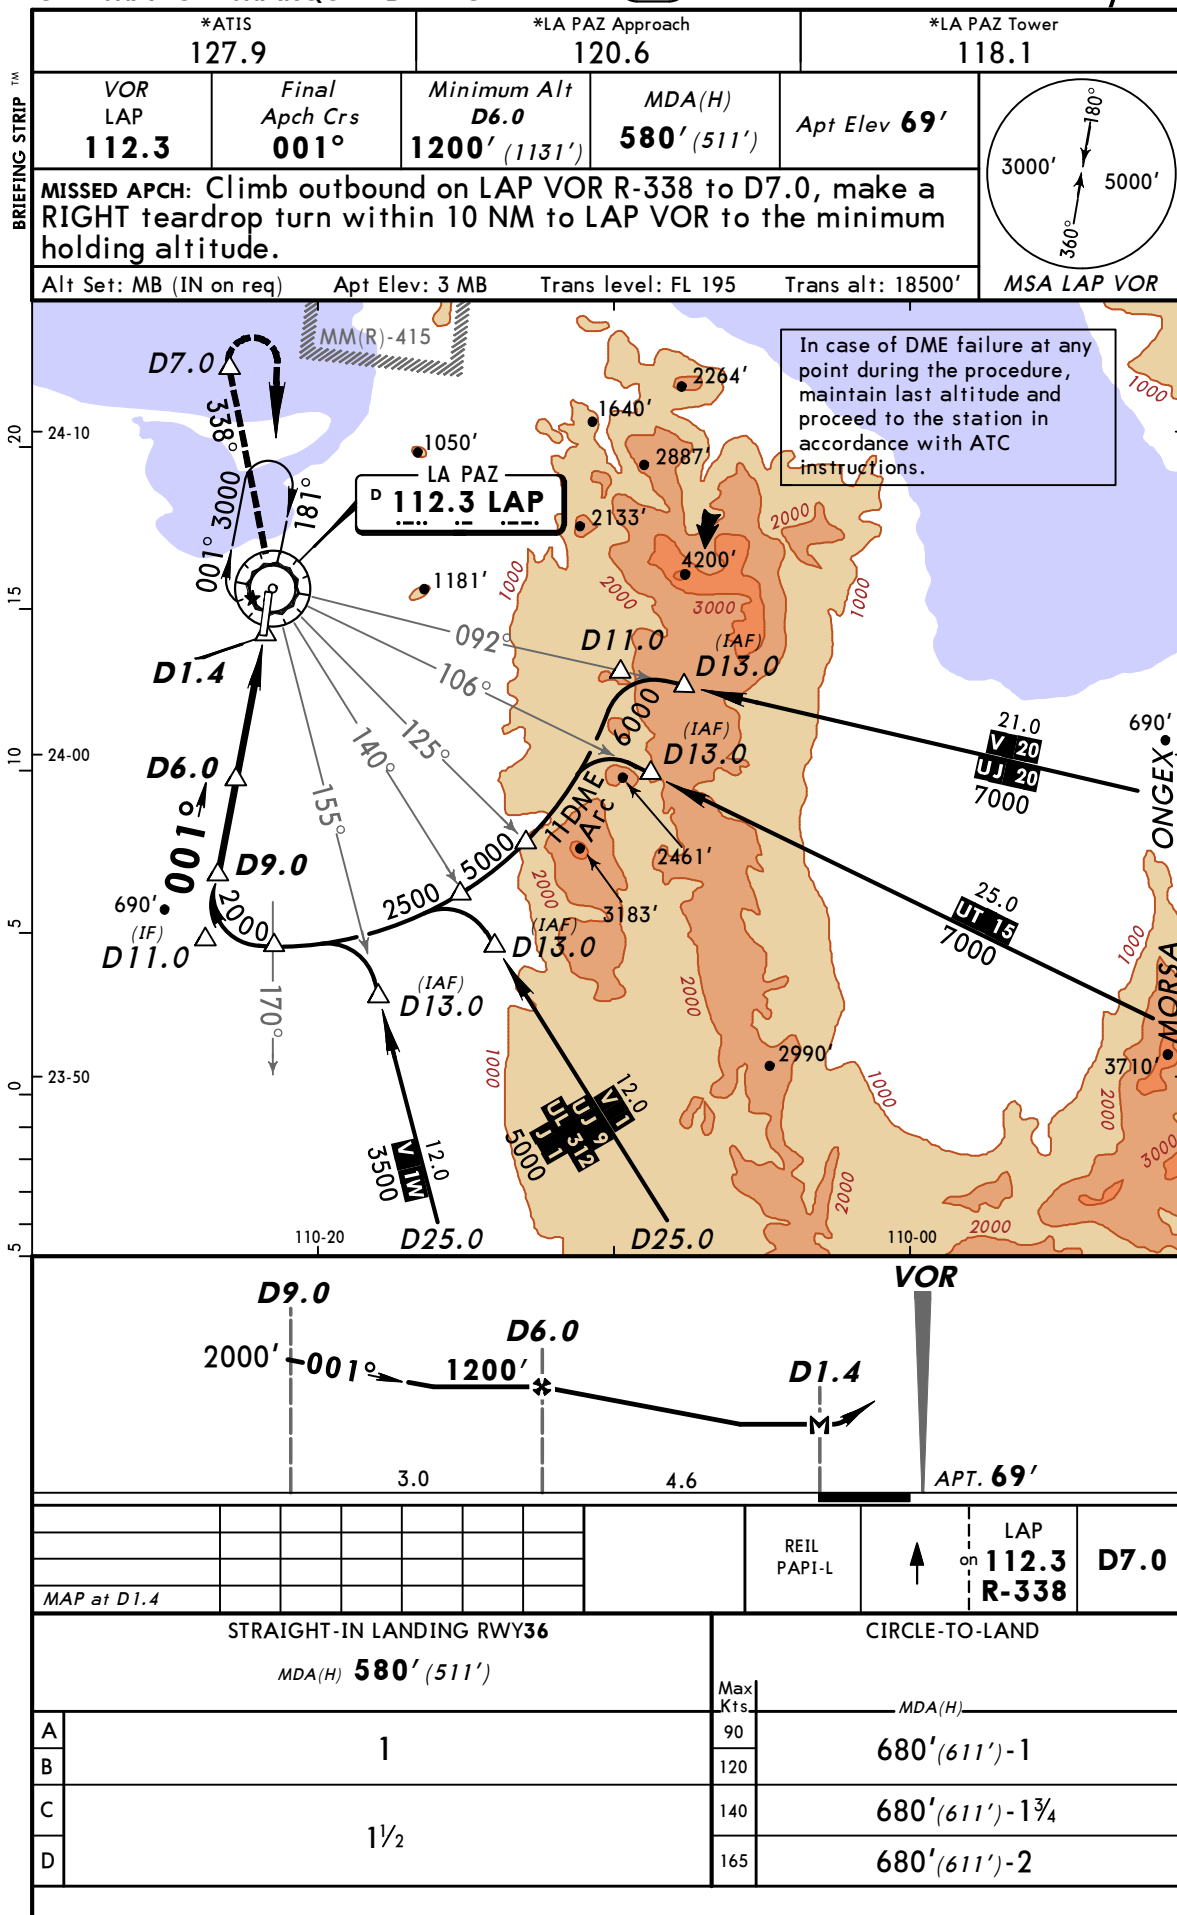 *ATIS
127.9
*LA PAZ Approach
120.6
*LA PAZ Tower
118.1
BRIEFING STRIP ™
VOR
LAP
112.3
Final
Apch Crs
001°
Minimum Alt
D6.0
1200' (1131')
MDA(H)
580' (511')
Apt Elev 69'
MISSED APCH: Climb outbound on LAP VOR R-338 to D7.0, make a
RIGHT teardrop turn within 10 NM to LAP VOR to the minimum
holding altitude.
180°
3000'
5000'
360°
MSA LAP VOR
Alt Set: MB (IN on req) Apt Elev: 3 MB Trans level: FL 195 Trans alt: 18500'
MM(R)-415
In case of DME failure at any
point during the procedure,
maintain last altitude and
proceed to the station in
accordance with ATC
instructions.
1000
D7.0
338°
2264'
1640'
20
24-10
1050'
2887'
LA PAZ
D 112.3 LAP
3000
001°
181°
2133'
2000
4200'
1000
2000
3000
1000
1181'
15
092°
D11.0
(IAF)
D13.0
D1.4
106°
6000
(IAF)
D13.0
21.0
V 20
UJ 20
7000
690'
ONGEX
24-00
10
125°
140°
155°
D6.0
001°
11 DME
Arc
2461'
5000
2000
3183'
D9.0
2500
690'
2000
(IF)
D11.0
5
(IAF)
D13.0
25.0
UT 15
7000
1000
MORSA
(IAF)
D13.0
170°
2000
2990'
3710'
1000
1000
2000
0
23-50
12.0
V 1
UJ 9
UL 312
J 1
5000
12.0
V 1W
3500
3000
2000
2000
5
110-20
D25.0
D25.0
110-00
VOR
D9.0
D6.0
2000'
001°
1200'
D1.4
3.0
4.6
APT. 69'
MAP at D1.4
REIL
PAPI-L
on
LAP
112.3
R-338
D7.0
STRAIGHT-IN LANDING RWY36
MDA(H) 580' (511')
CIRCLE-TO-LAND
Max
Kts
MDA(H)
A
B
1
90
120
680' (611') - 1
C
D
1½
140
680' (611') - 1¾
165
680' (611') - 2